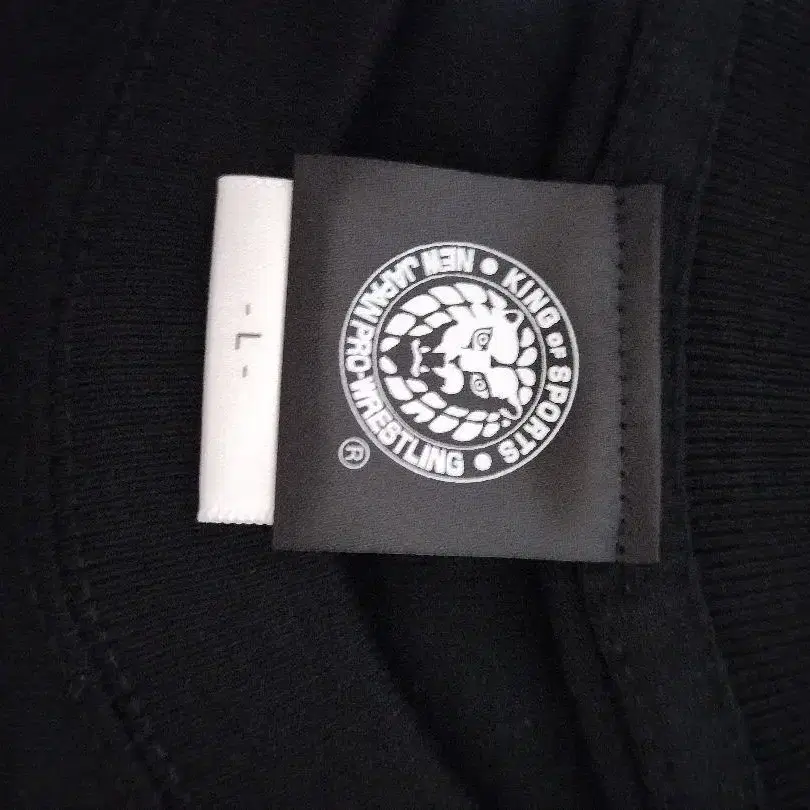 KING OF SPORTS
NEW JAPAN PRO-WRESTLING
®
- L -